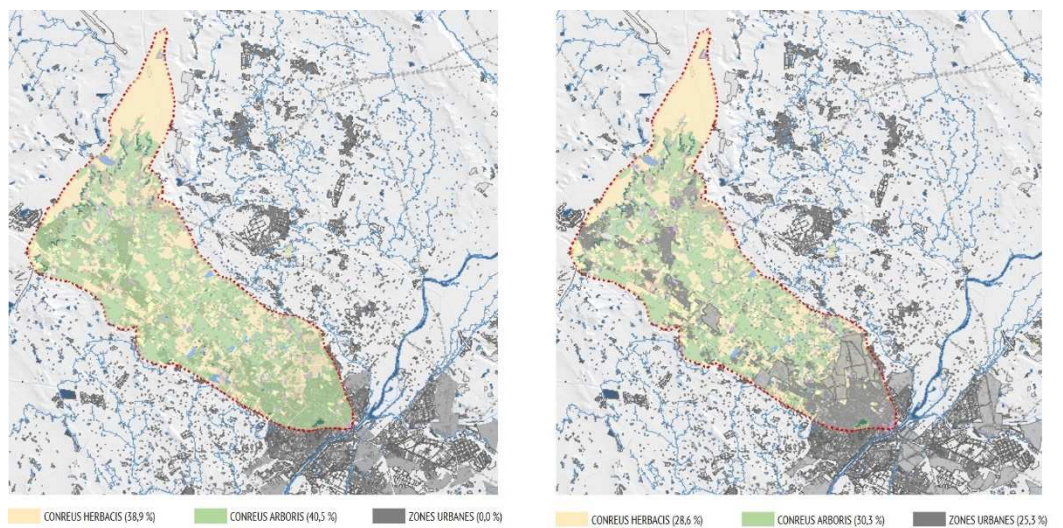 CONREUS HERBACIS (38,9 %) CONREUS ARBORIS (40,5 %) ZONES URBANES (0,0 %)
CONREUS HERBACIS (28,6 %) CONREUS ARBORIS (30,3 %) ZONES URBANES (25,3 %)